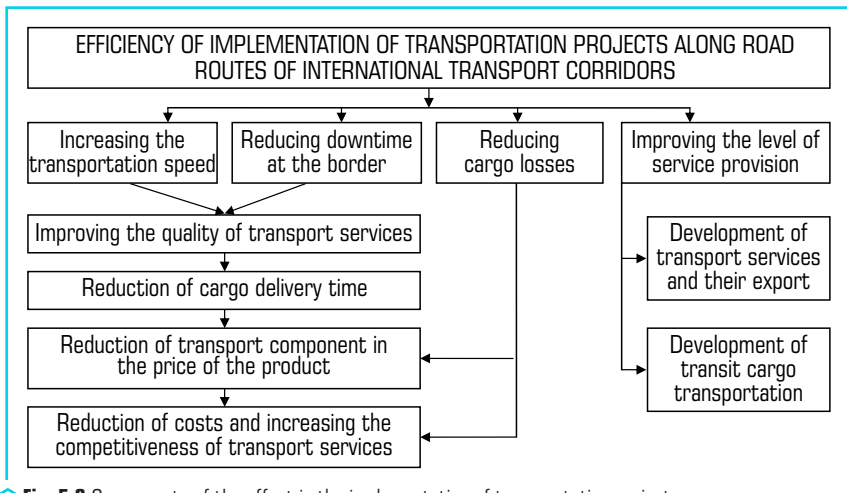 EFFICIENCY OF IMPLEMENTATION OF TRANSPORTATION PROJECTS ALONG ROAD
ROUTES OF INTERNATIONAL TRANSPORT CORRIDORS
Increasing the
transportation speed
Reducing downtime
at the border
Reducing
cargo losses
Improving the level of
service provision
Improving the quality of transport services
Reduction of cargo delivery time
Reduction of transport component in
the price of the product
Reduction of costs and increasing the
competitiveness of transport services
Development of
transport services
and their export
Development of
transit cargo
transportation